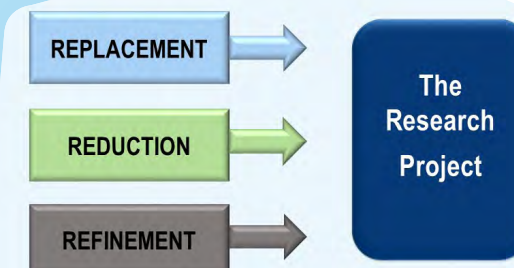 REPLACEMENT
REDUCTION
REFINEMENT
The
Research
Project